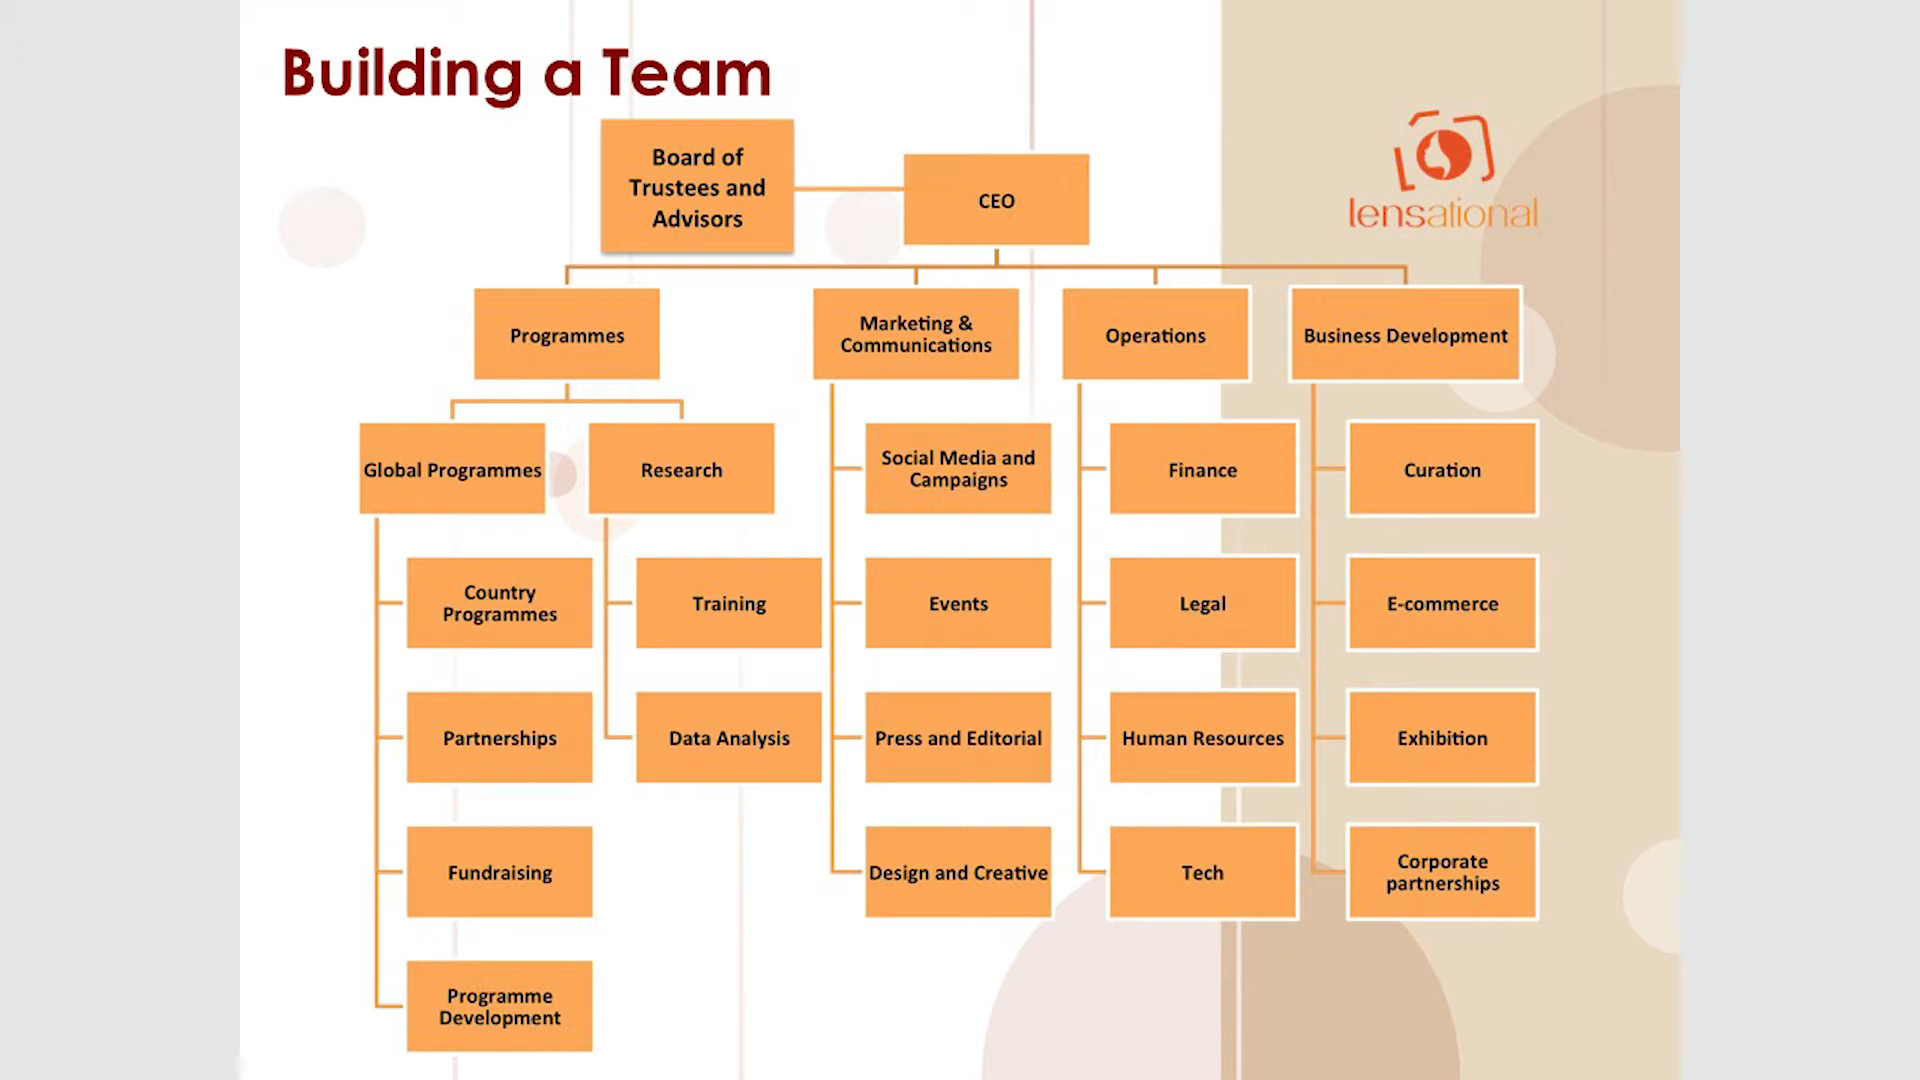 Building a Team
Board of
Trustees and
Advisors
CEO
lensational
Programmes
Marketing &
Communications
Operations
Business Development
Global Programmes
Research
Social Media and
Campaigns
Finance
Curation
Country
Programmes
Training
Events
Legal
E-commerce
Partnerships
Data Analysis
Press and Editorial
Human Resources
Exhibition
Fundraising
Design and Creative
Tech
Corporate
partnerships
Programme
Development